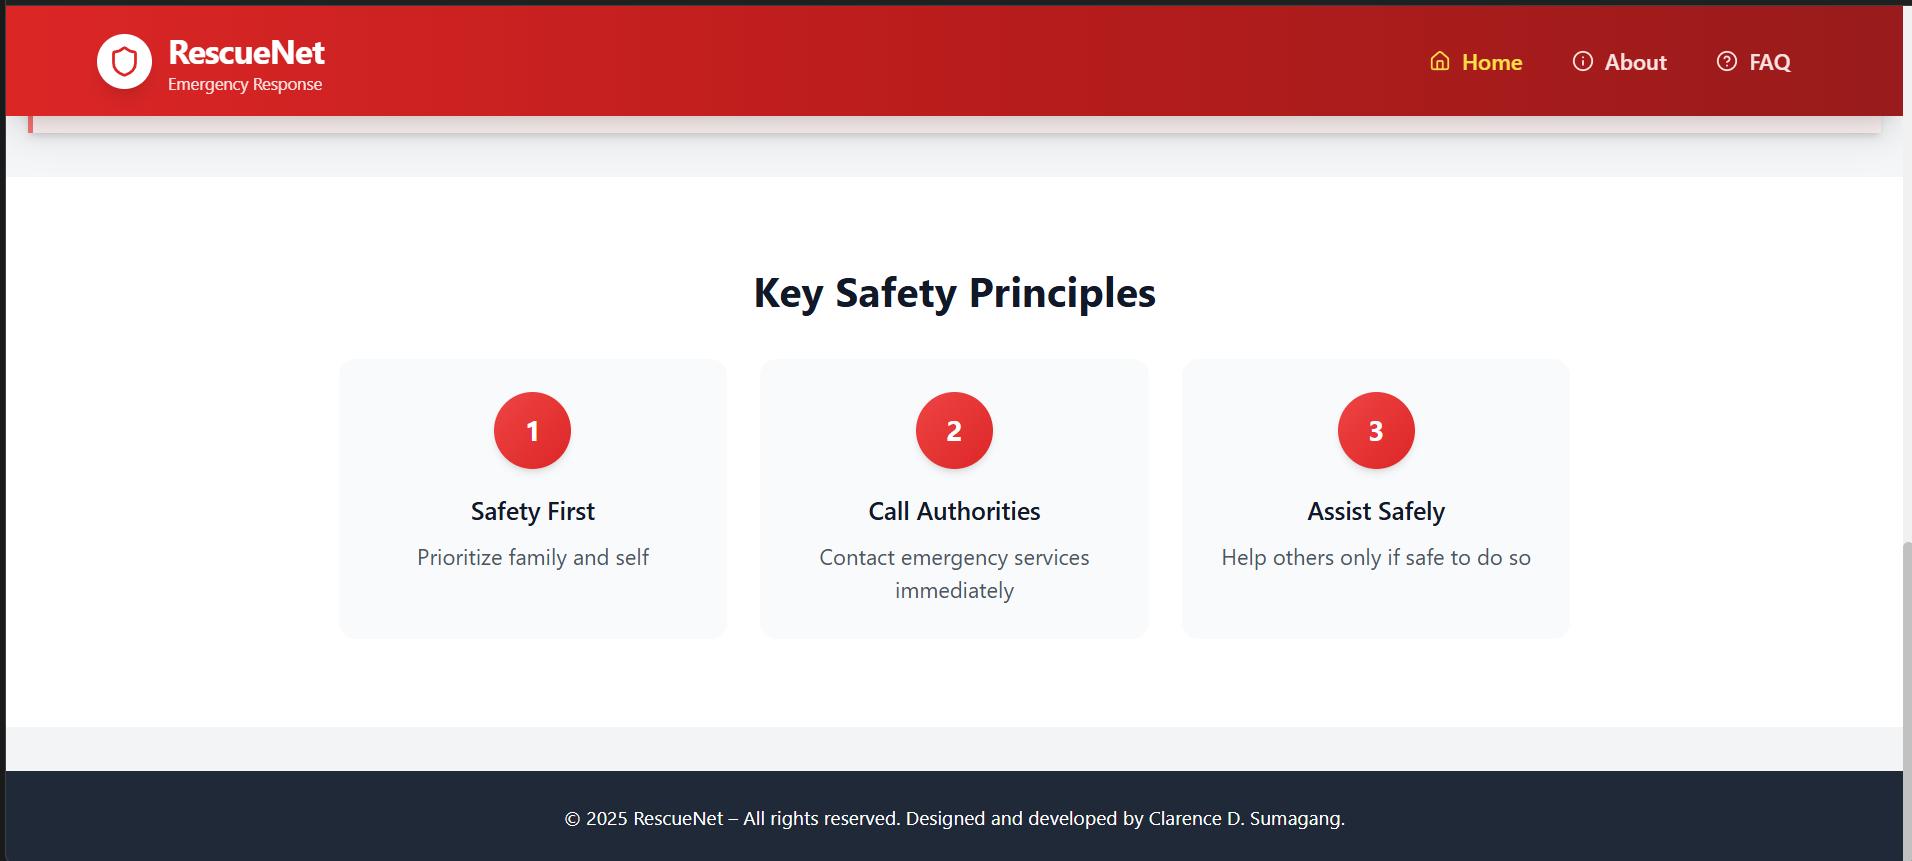 RescueNet
Emergency Response
Home
About
FAQ
Key Safety Principles
1
Safety First
Prioritize family and self
2
Call Authorities
Contact emergency services
immediately
3
Assist Safely
Help others only if safe to do so
© 2025 RescueNet – All rights reserved. Designed and developed by Clarence D. Sumagang.